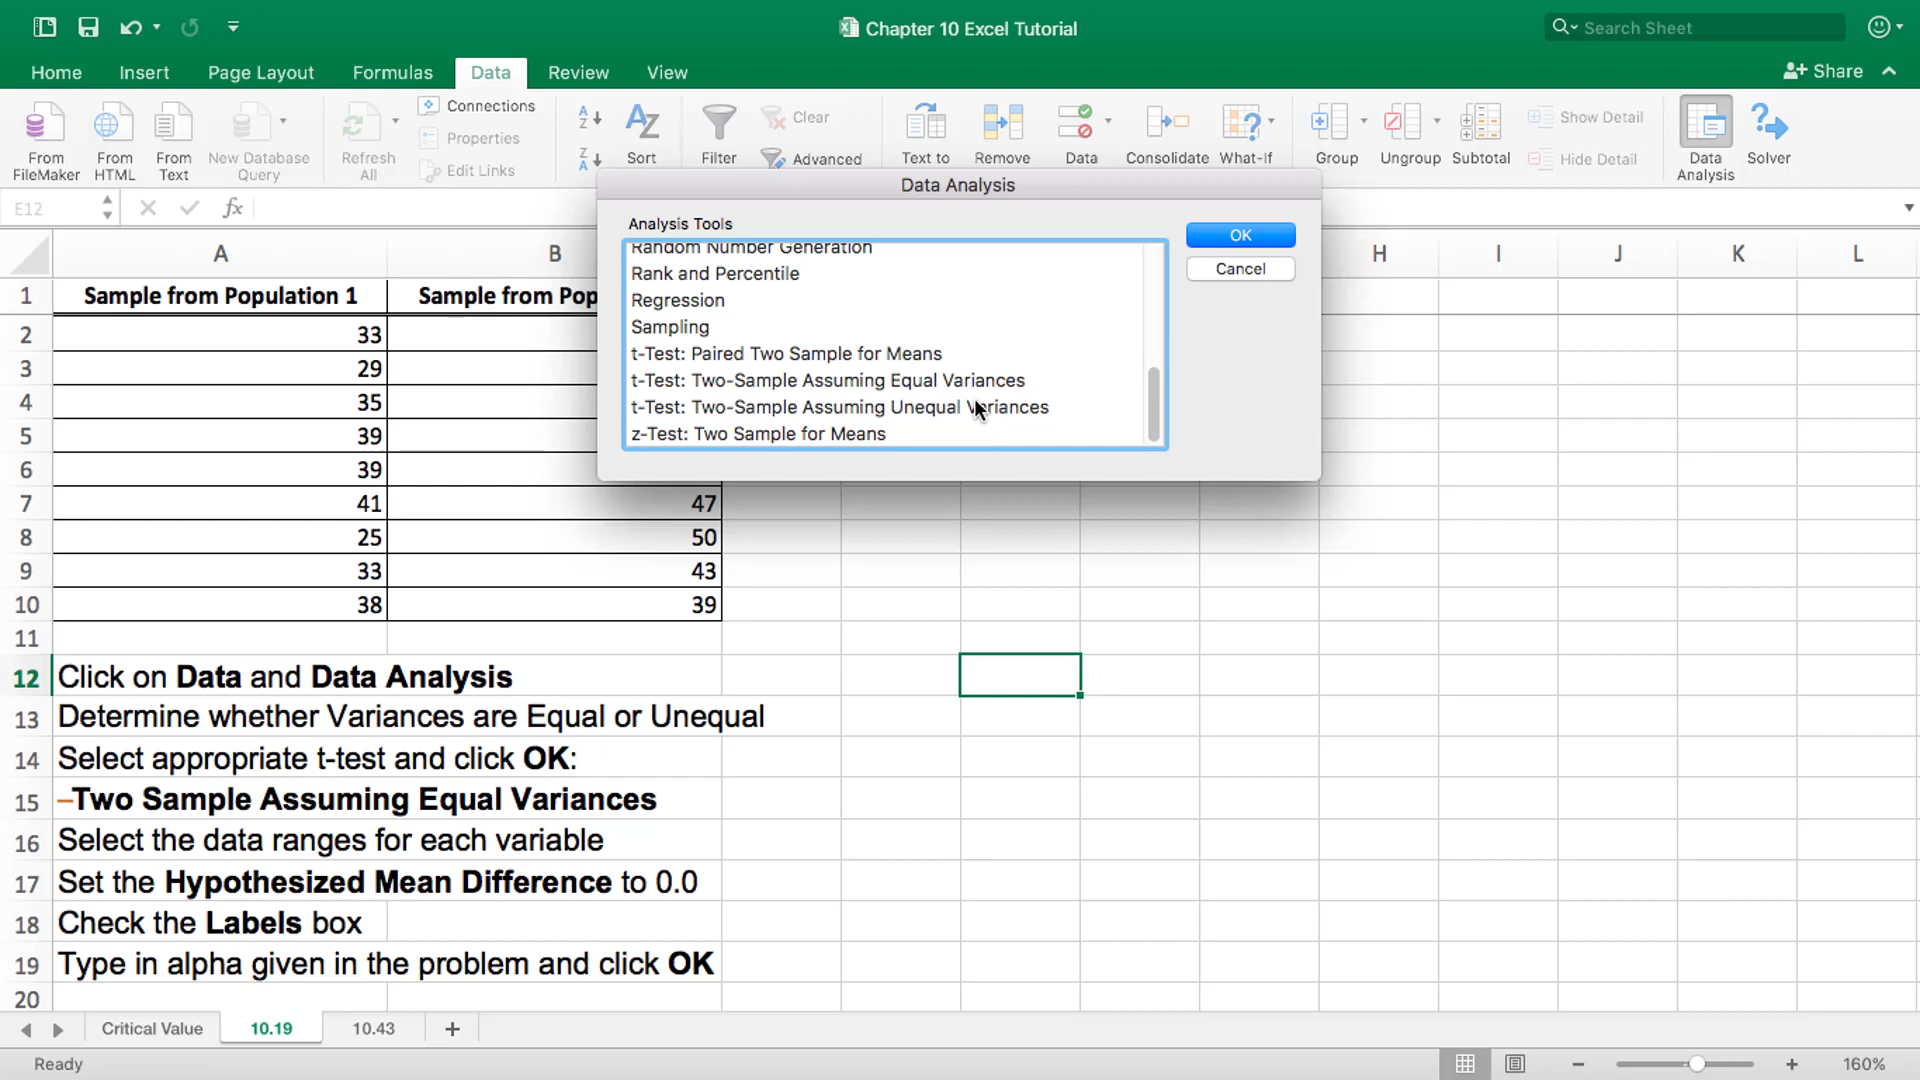 Chapter 10 Excel Tutorial
Search Sheet
Home Insert Page Layout Formulas Data Review View
Share
From FileMaker
From HTML
From Text
New Database Query
Refresh All
Connections
Properties
Edit Links
A Z
Z A
Sort
Filter
Clear
Advanced
Text to
Remove
Data
Consolidate
What-If
Group
Ungroup
Subtotal
Show Detail
Hide Detail
Data Analysis
Solver
E12
fx
Data Analysis
Analysis Tools
Random Number Generation
Rank and Percentile
Regression
Sampling
t-Test: Paired Two Sample for Means
t-Test: Two-Sample Assuming Equal Variances
t-Test: Two-Sample Assuming Unequal Variances
z-Test: Two Sample for Means
OK
Cancel
A B H I J K L
1 Sample from Population 1 Sample from Pop
2 33
3 29
4 35
5 39
6 39
7 41 47
8 25 50
9 33 43
10 38 39
11
12 Click on Data and Data Analysis
13 Determine whether Variances are Equal or Unequal
14 Select appropriate t-test and click OK:
15 –Two Sample Assuming Equal Variances
16 Select the data ranges for each variable
17 Set the Hypothesized Mean Difference to 0.0
18 Check the Labels box
19 Type in alpha given in the problem and click OK
20
Critical Value 10.19 10.43 +
Ready
160%